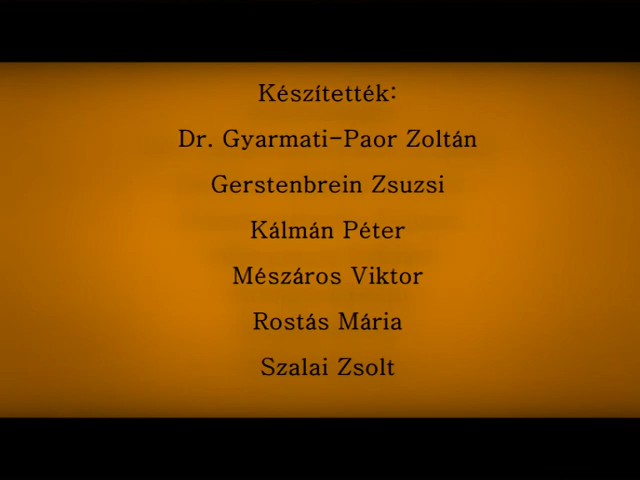 Készítették:
Dr. Gyarmati-Paor Zoltán
Gerstenbrein Zsuzsi
Kálmán Péter
Mészáros Viktor
Rostás Mária
Szalai Zsolt